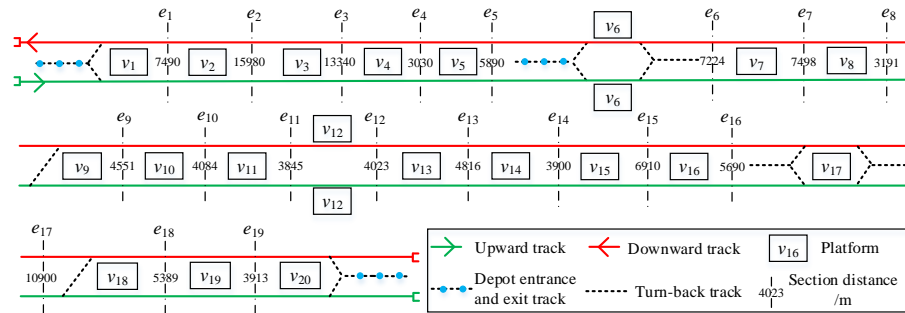 e1 e2 e3 e4 e5 v6 e6 e7 e8
v1 7490 v2 15980 v3 13340 v4 3030 v5 5890 7224 v7 7498 v8 3191
v6
e9 e10 e11 v12 e12 e13 e14 e15 e16
v9 4551 v10 4084 v11 3845 4023 v13 4816 v14 3900 v15 6910 v16 5690 v17
v12
e17 e18 e19
10900 v18 5389 v19 3913 v20
Upward track Downward track v16 Platform
Depot entrance and exit track
Turn-back track
4023 Section distance /m